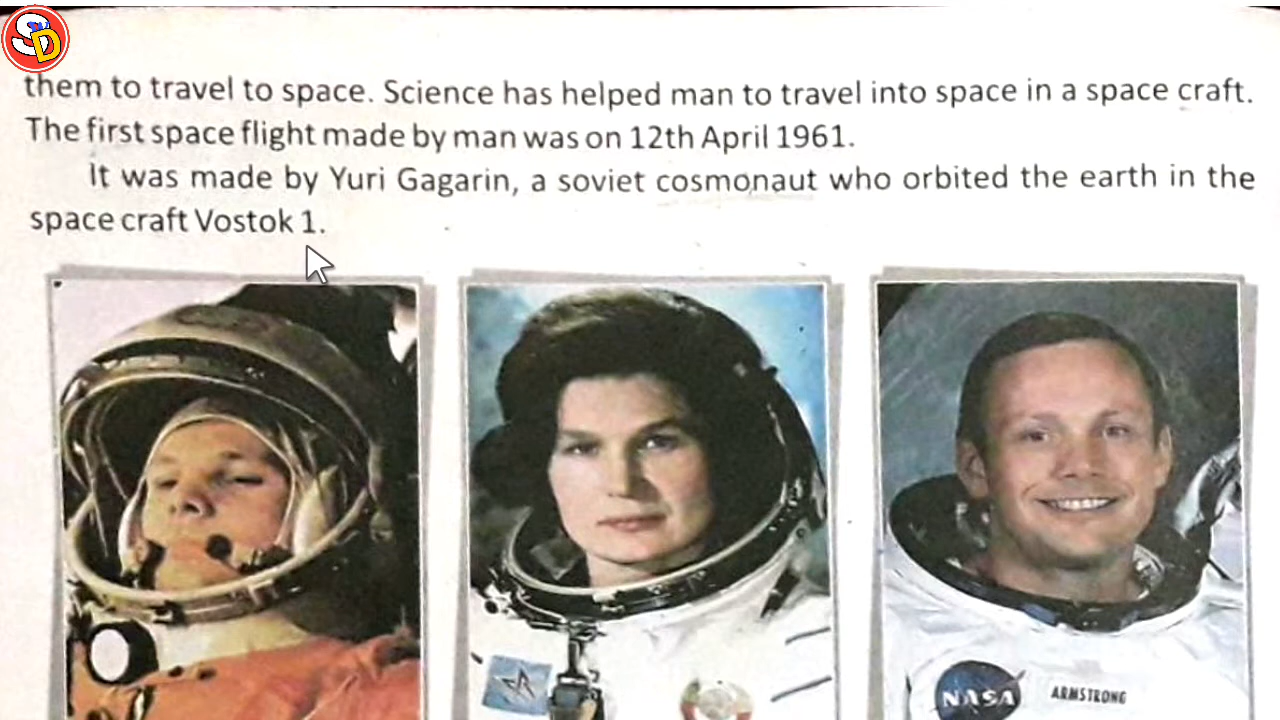 SD
them to travel to space. Science has helped man to travel into space in a space craft.
The first space flight made by man was on 12th April 1961.
It was made by Yuri Gagarin, a soviet cosmonaut who orbited the earth in the
space craft Vostok 1.
NASA
ARMSTRONG